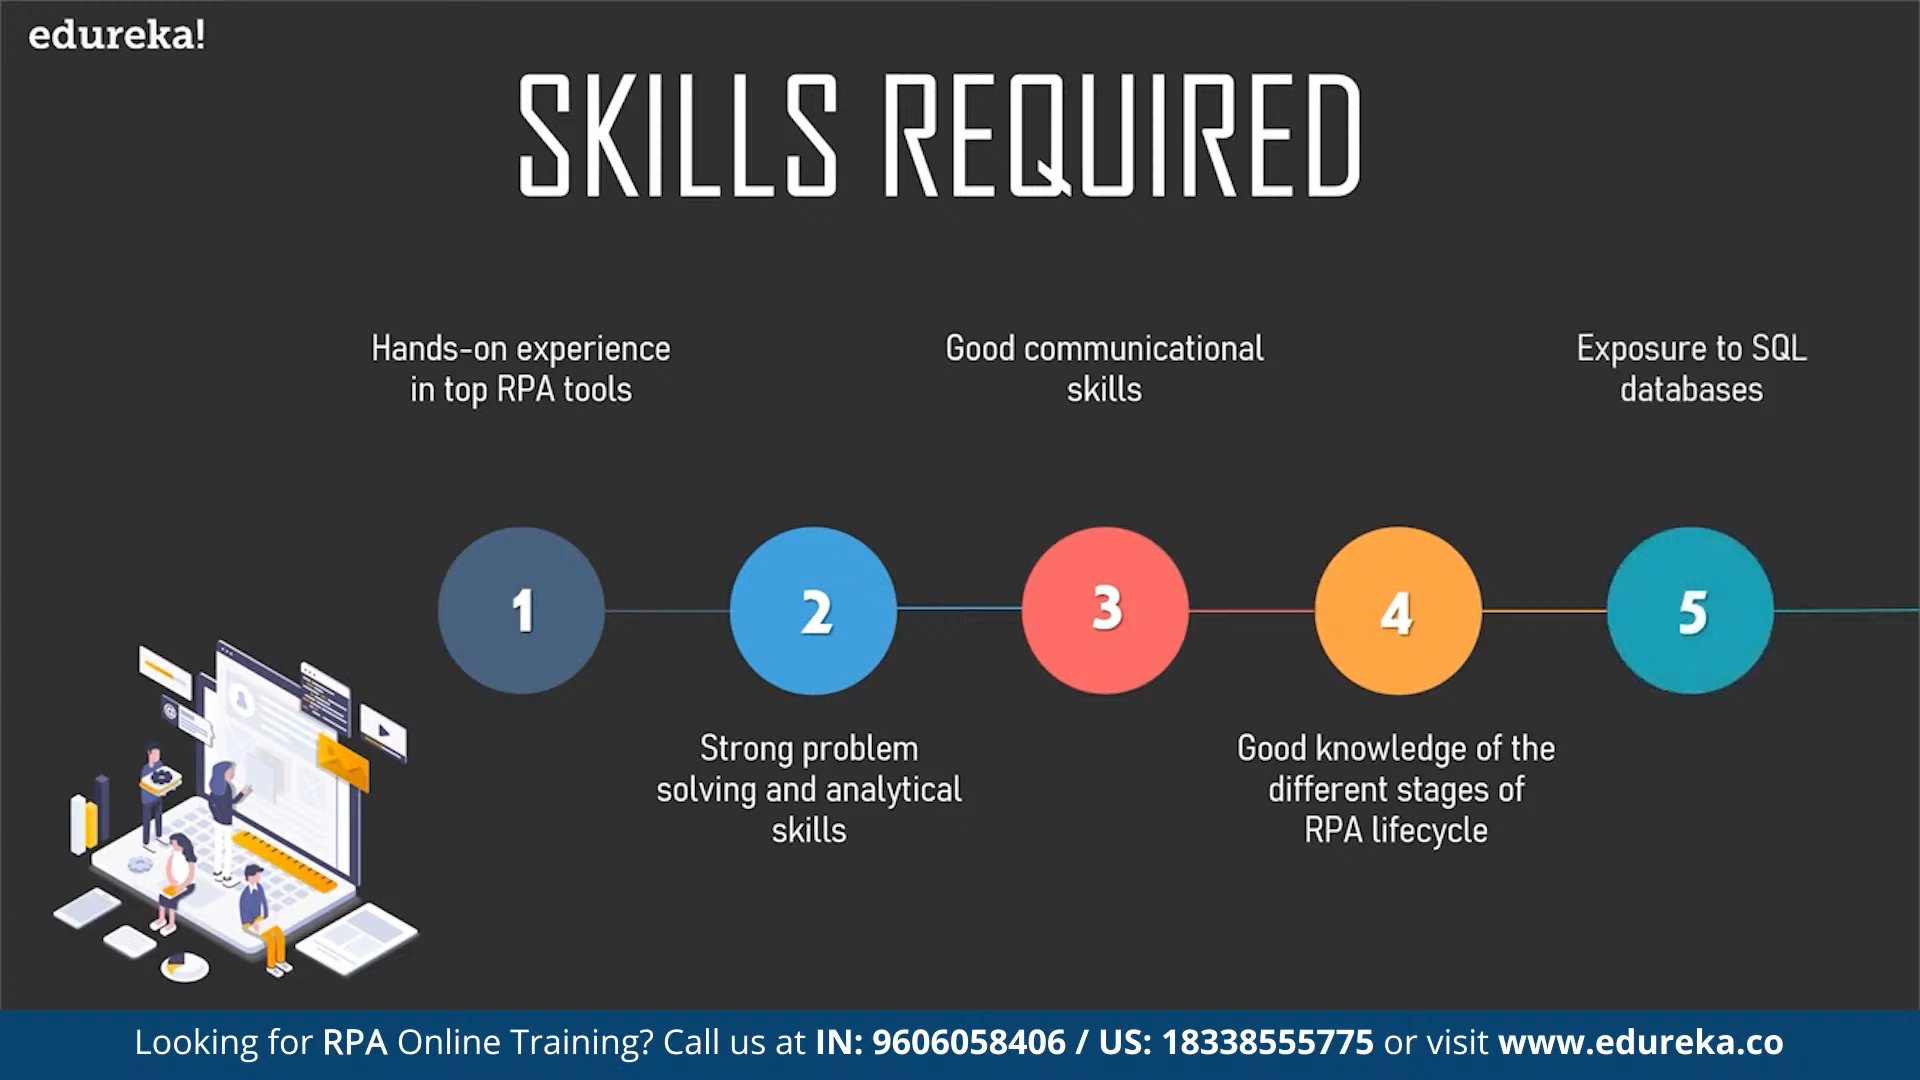 edureka!
SKILLS REQUIRED
Hands-on experience
in top RPA tools
Good communicational
skills
Exposure to SQL
databases
1
2
3
4
5
Strong problem
solving and analytical
skills
Good knowledge of the
different stages of
RPA lifecycle
Looking for RPA Online Training? Call us at IN: 9606058406 / US: 18338555775 or visit www.edureka.co